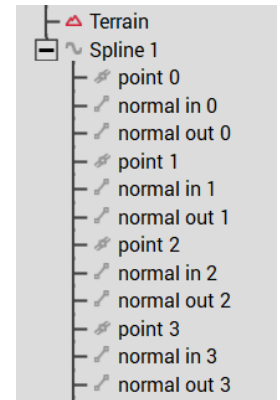 Terrain
Spline 1
point 0
normal in 0
normal out 0
point 1
normal in 1
normal out 1
point 2
normal in 2
normal out 2
point 3
normal in 3
normal out 3